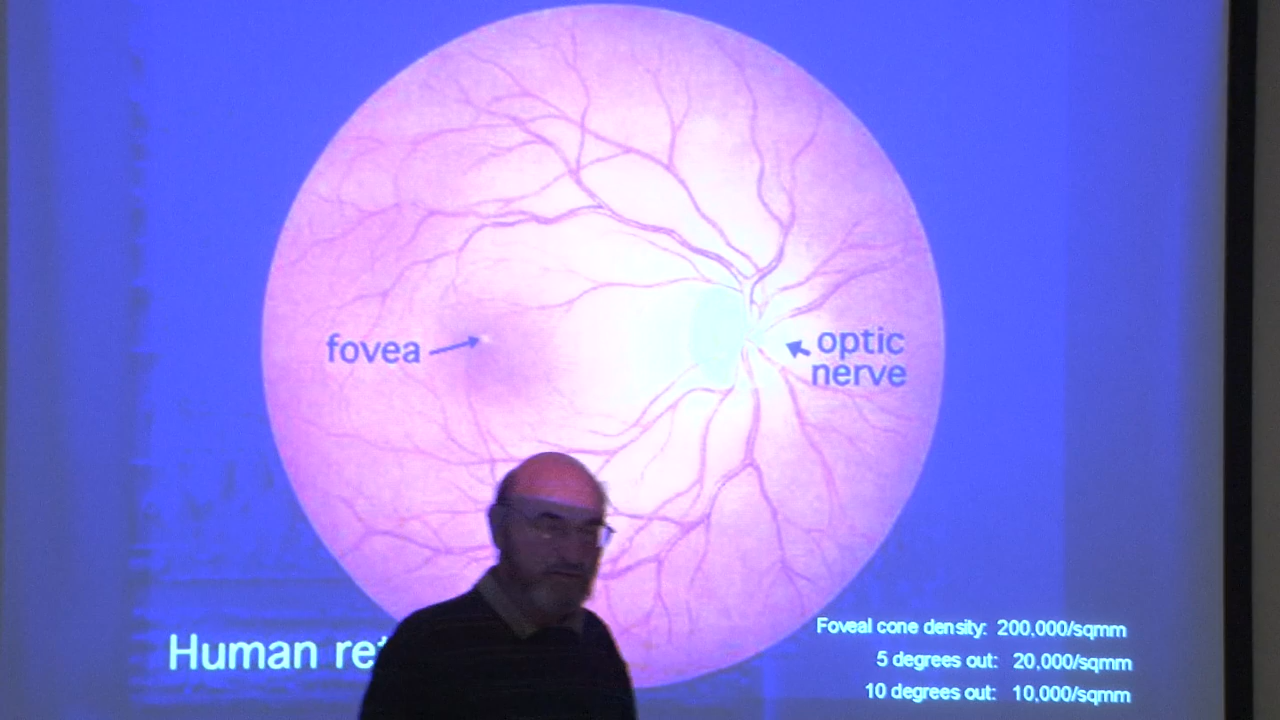 fovea
optic
nerve
Human
Foveal cone density: 200,000/sqmm
5 degrees out: 20,000/sqmm
10 degrees out: 10,000/sqmm